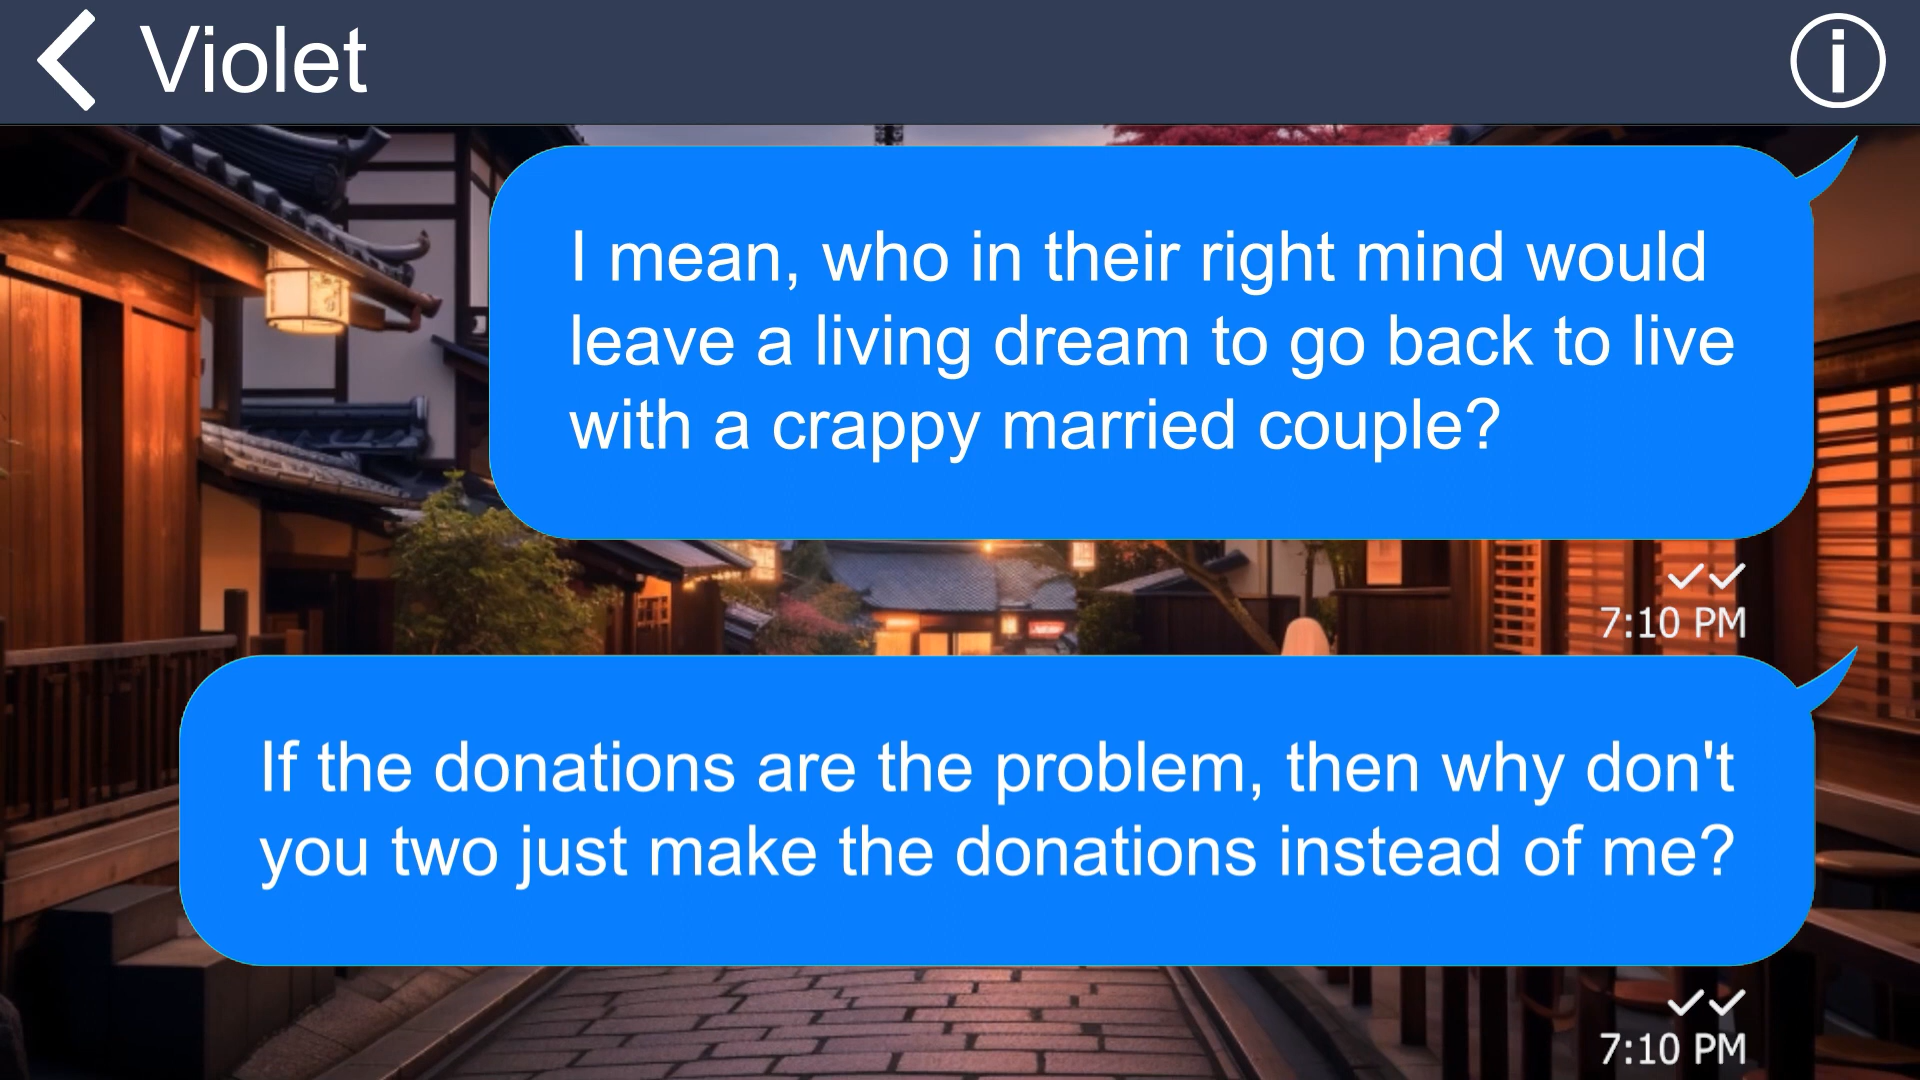 Violet
I mean, who in their right mind would
leave a living dream to go back to live
with a crappy married couple?
7:10 PM
If the donations are the problem, then why don't
you two just make the donations instead of me?
7:10 PM